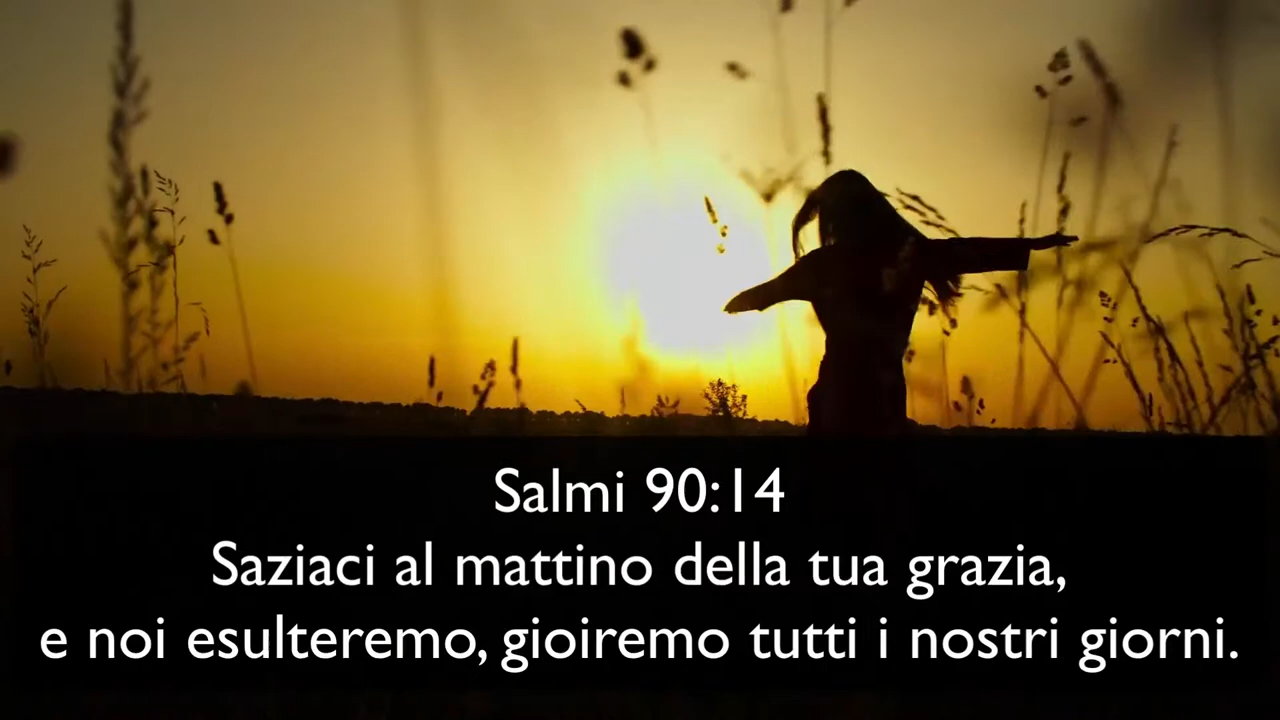 Salmi 90:14
Saziaci al mattino della tua grazia,
e noi esulteremo, gioiremo tutti i nostri giorni.